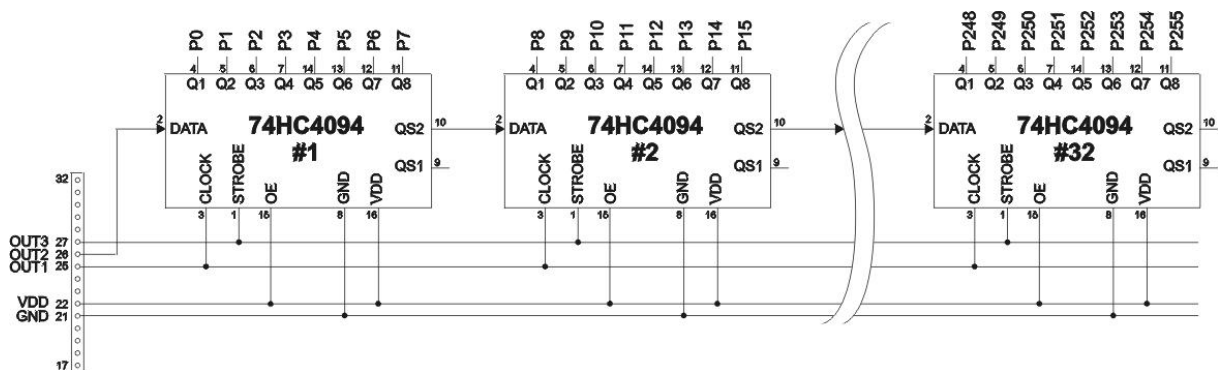 P0 P1 P2 P3 P4 P5 P6 P7 P8 P9 P10 P11 P12 P13 P14 P15 P248 P249 P250 P251 P252 P253 P254 P255
4 5 6 7 14 13 12 11 4 5 6 7 14 13 12 11 4 5 6 7 14 13 12 11
Q1 Q2 Q3 Q4 Q5 Q6 Q7 Q8 Q1 Q2 Q3 Q4 Q5 Q6 Q7 Q8 Q1 Q2 Q3 Q4 Q5 Q6 Q7 Q8
2 DATA 74HC4094 QS2 10 2 DATA 74HC4094 QS2 10 2 DATA 74HC4094 QS2 10
#1 #2 #32
QS1 9 QS1 9 QS1 9
CLOCK STROBE OE GND VDD CLOCK STROBE OE GND VDD CLOCK STROBE OE GND VDD
3 1 15 8 16 3 1 15 8 16 3 1 15 8 16
32
OUT3 27
OUT2 26
OUT1 25
VDD 22
GND 21
17